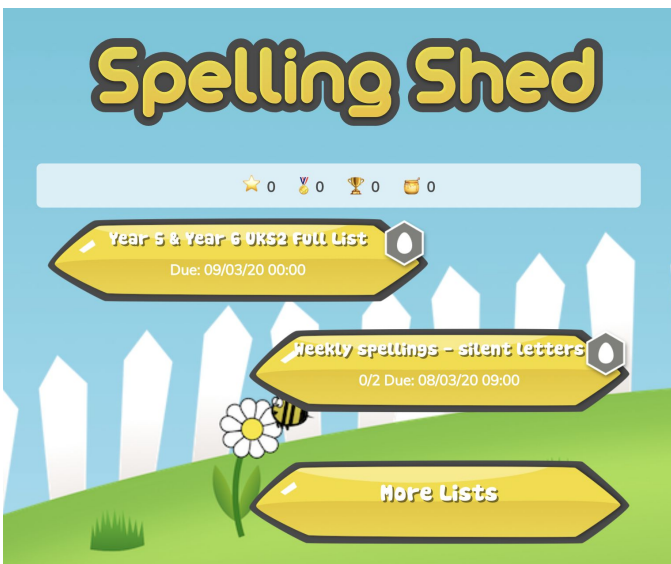 Spelling Shed
0 0 0 0
Year 5 & Year 6 UKS2 Full List
Due: 09/03/20 00:00
Weekly spellings - silent letters
0/2 Due: 08/03/20 09:00
More Lists